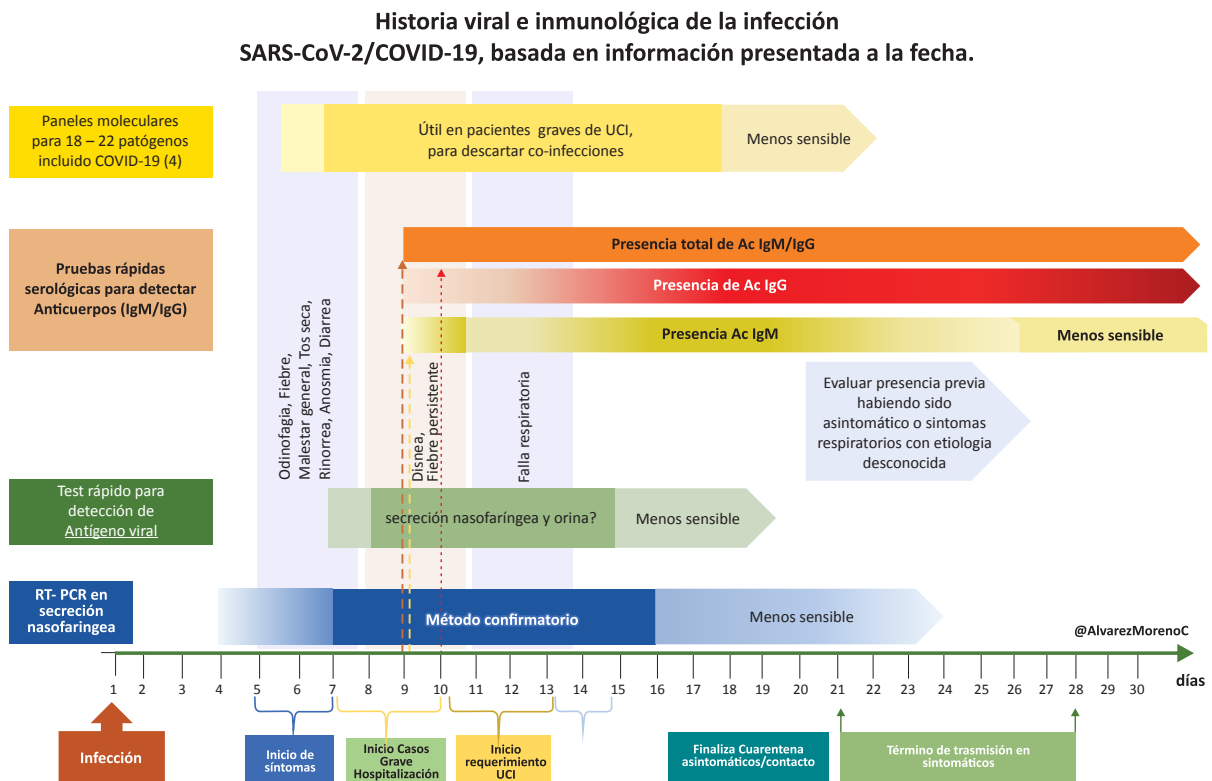 Historia viral e inmunológica de la infección
SARS-CoV-2/COVID-19, basada en información presentada a la fecha.
Paneles moleculares
para 18 – 22 patógenos
incluido COVID-19 (4)
Útil en pacientes graves de UCI,
para descartar co-infecciones
Menos sensible
Pruebas rápidas
serológicas para detectar
Anticuerpos (IgM/IgG)
Presencia total de Ac IgM/IgG
Presencia de Ac IgG
Presencia Ac IgM
Menos sensible
Odinofagia, Fiebre,
Malestar general, Tos seca,
Rinorrea, Anosmia, Diarrea
Disnea,
Fiebre persistente
Falla respiratoria
Evaluar presencia previa
habiendo sido
asintomático o sintomas
respiratorios con etiologia
desconocida
Test rápido para
detección de
Antígeno viral
secreción nasofaríngea y orina?
Menos sensible
RT- PCR en
secreción
nasofaringea
Método confirmatorio
Menos sensible
@AlvarezMorenoC
1 2 3 4 5 6 7 8 9 10 11 12 13 14 15 16 17 18 19 20 21 22 23 24 25 26 27 28 29 30 días
Infección
Inicio de
síntomas
Inicio Casos
Grave
Hospitalización
Inicio
requerimiento
UCI
Finaliza Cuarentena
asintomáticos/contacto
Término de trasmisión en
sintomáticos